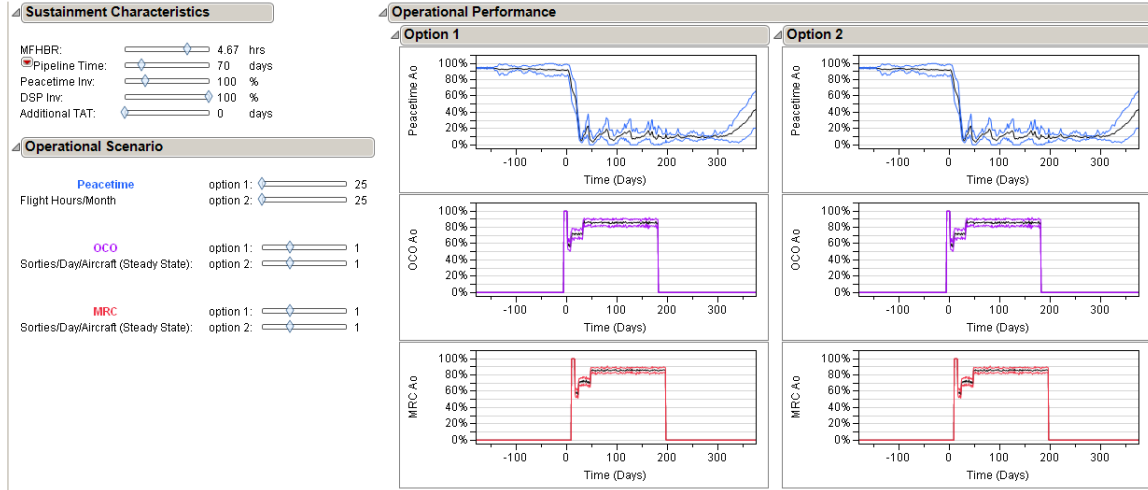 Sustainment Characteristics
MFHBR: 4.67 hrs
Pipeline Time: 70 days
Peacetime Inv: 100 %
DSP Inv: 100 %
Additional TAT: 0 days
Operational Scenario
Peacetime option 1: 25
Flight Hours/Month option 2: 25
OCO option 1: 1
Sorties/Day/Aircraft (Steady State): option 2: 1
MRC option 1: 1
Sorties/Day/Aircraft (Steady State): option 2: 1
Operational Performance
Option 1
Peacetime Ao
100%
80%
60%
40%
20%
0%
-100 0 100 200 300
Time (Days)
OCO Ao
100%
80%
60%
40%
20%
0%
-100 0 100 200 300
Time (Days)
MRC Ao
100%
80%
60%
40%
20%
0%
-100 0 100 200 300
Time (Days)
Option 2
Peacetime Ao
100%
80%
60%
40%
20%
0%
-100 0 100 200 300
Time (Days)
OCO Ao
100%
80%
60%
40%
20%
0%
-100 0 100 200 300
Time (Days)
MRC Ao
100%
80%
60%
40%
20%
0%
-100 0 100 200 300
Time (Days)